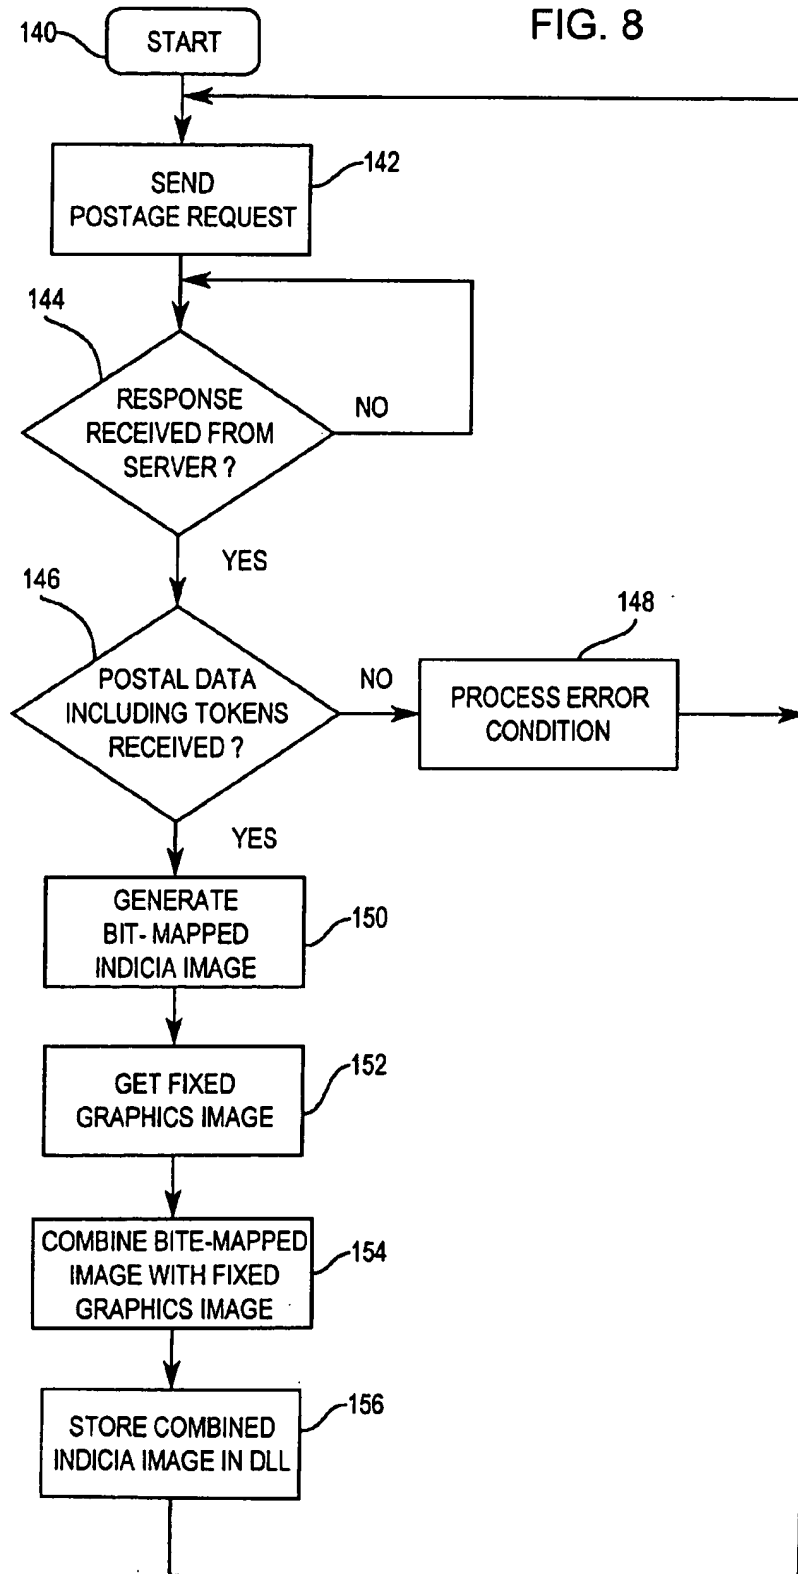 FIG. 8
140
START
142
SEND
POSTAGE REQUEST
144
RESPONSE
RECEIVED FROM
SERVER ?
NO
YES
146
POSTAL DATA
INCLUDING TOKENS
RECEIVED ?
NO
148
PROCESS ERROR
CONDITION
YES
GENERATE
BIT- MAPPED
INDICIA IMAGE
150
GET FIXED
GRAPHICS IMAGE
152
COMBINE BITE-MAPPED
IMAGE WITH FIXED
GRAPHICS IMAGE
154
STORE COMBINED
INDICIA IMAGE IN DLL
156